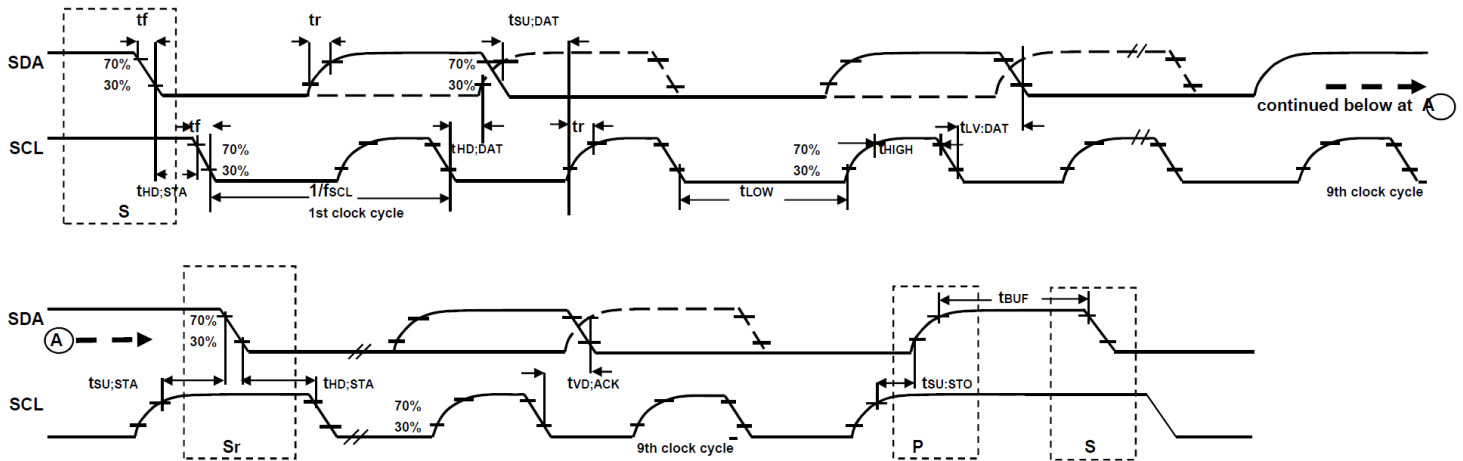 tf
tr
tSU;DAT
SDA
70%
30%
70%
30%
continued below at A
SCL
tf
70%
30%
tHD;STA
tHD;DAT
tr
70%
30%
tHIGH
tLV:DAT
1/fSCL
1st clock cycle
tLOW
9th clock cycle
S
SDA
A
70%
30%
tBUF
tSU;STA
tHD;STA
tVD;ACK
tSU:STO
SCL
70%
30%
Sr
9th clock cycle
P
S